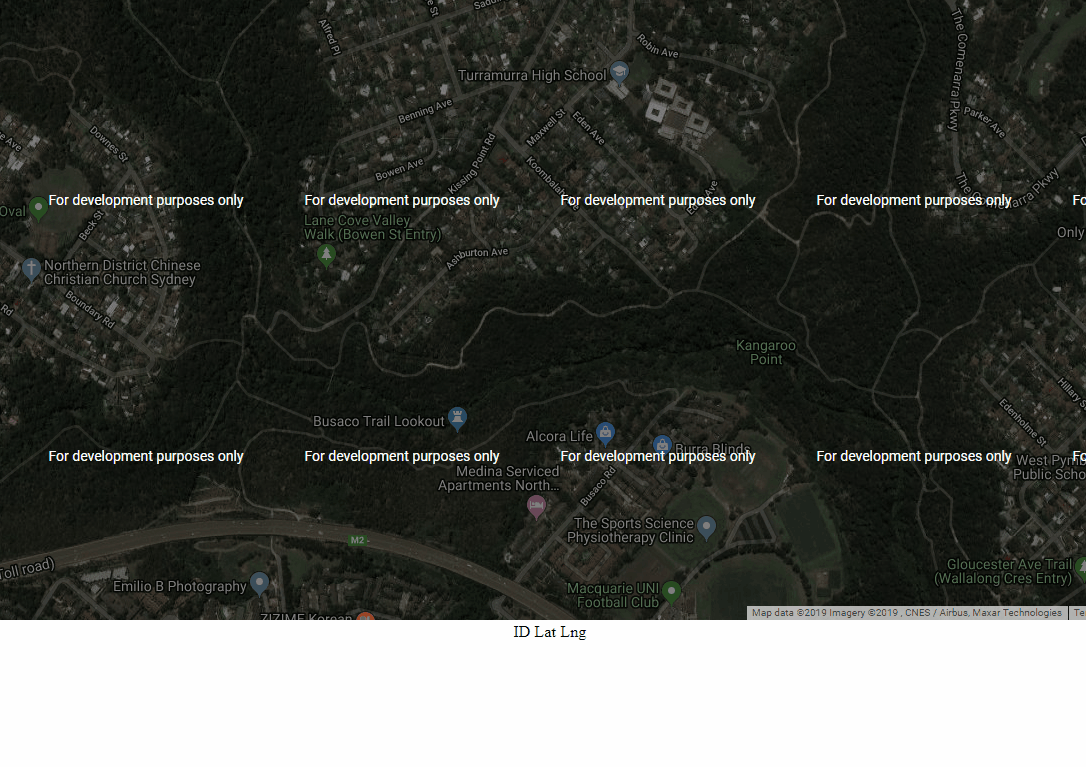 Sado
e St
Alfred Pl
Robin Ave
The Comenarra Pkwy
Turramurra High School
Benning Ave
Maxwell St
Eden Ave
Parker Ave
Downes St
e Ave
Bowen Ave
Kissing Point Rd
For development purposes only
For development purposes only
For development purposes only
For development purposes only
Fo
Oval
Beck St
Lane Cove Valley
Walk (Bowen St Entry)
Only
Ashburton Ave
Northern District Chinese
Christian Church Sydney
Boundary Rd
Rd
Kangaroo
Point
Hillary S
Edenholme St
Busaco Trail Lookout
Alcora Life
Burra Blinds
For development purposes only
For development purposes only
For development purposes only
For development purposes only
Fo
West Pym
Public Scho
Medina Serviced
Apartments North...
Busaco Rd
The Sports Science
Physiotherapy Clinic
M2
Toll road)
Emilio B Photography
Gloucester Ave Trail
(Wallalong Cres Entry)
Macquarie UNI
Football Club
ZIZIME Korean
Map data ©2019 Imagery ©2019 , CNES / Airbus, Maxar Technologies
Te
ID Lat Lng